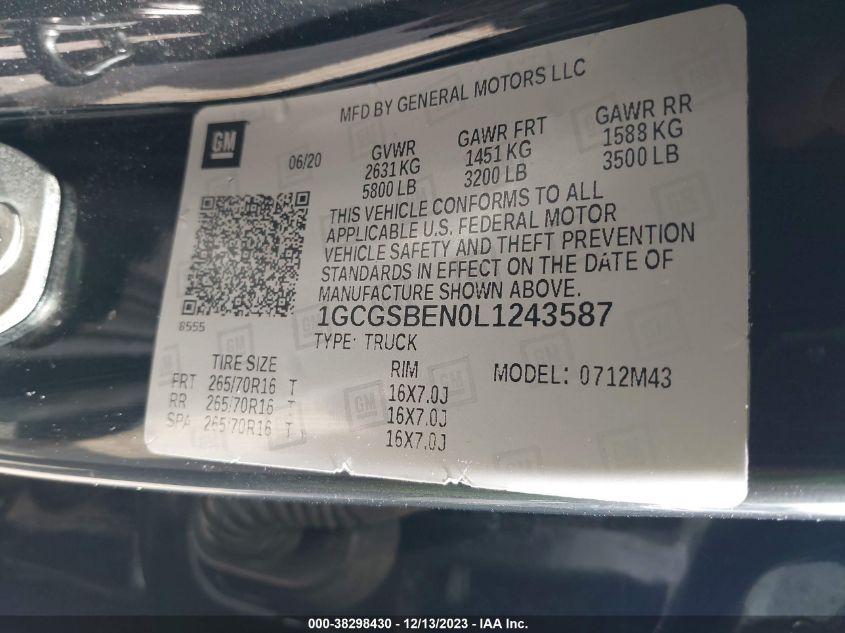 MFD BY GENERAL MOTORS LLC
GM
06/20
GVWR GAWR FRT GAWR RR
2631 KG 1451 KG 1588 KG
5800 LB 3200 LB 3500 LB
THIS VEHICLE CONFORMS TO ALL
APPLICABLE U.S. FEDERAL MOTOR
VEHICLE SAFETY AND THEFT PREVENTION
STANDARDS IN EFFECT ON THE DATE OF
MANUFACTURE SHOWN ABOVE.
8555
1GCGSBEN0L1243587
TYPE: TRUCK
TIRE SIZE RIM MODEL: 0712M43
FRT 265/70R16 T 16X7.0J
RR 265/70R16 T 16X7.0J
SPA 265/70R16 T 16X7.0J
000-38298430 - 12/13/2023 - IAA Inc.